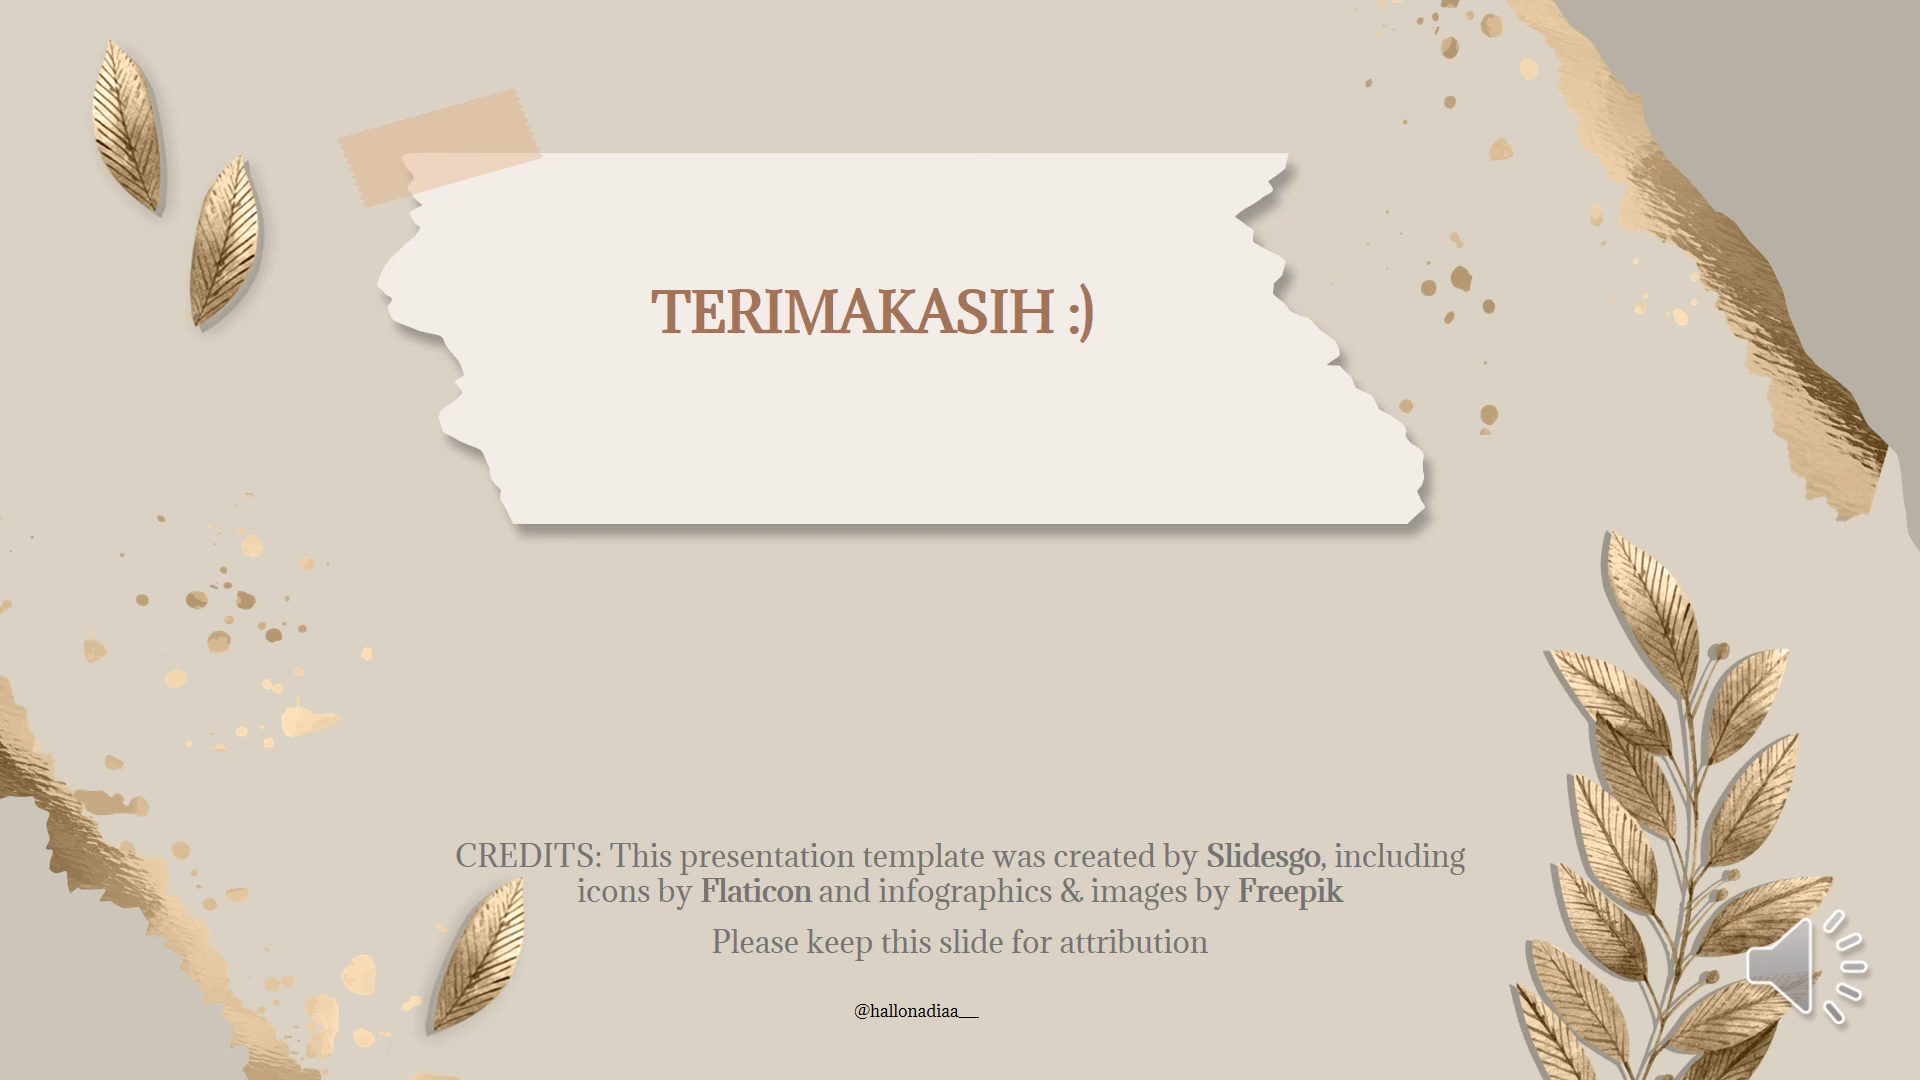 TERIMAKASIH :)
CREDITS: This presentation template was created by Slidesgo, including
icons by Flaticon and infographics & images by Freepik
Please keep this slide for attribution
@hallonadiaa__